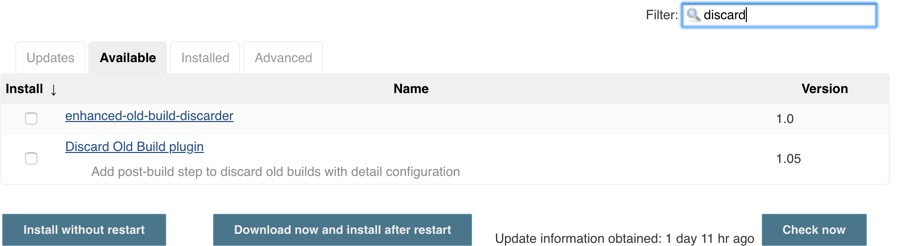 Filter: discard
Updates Available Installed Advanced
Install ↓ Name Version
enhanced-old-build-discarder 1.0
Discard Old Build plugin 1.05
Add post-build step to discard old builds with detail configuration
Install without restart Download now and install after restart Update information obtained: 1 day 11 hr ago Check now